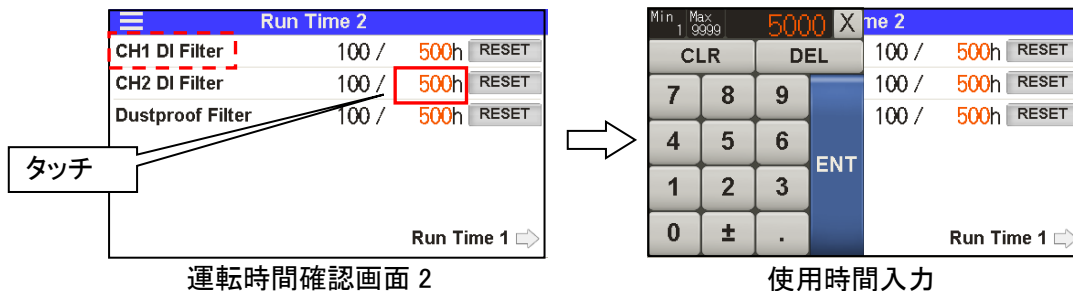 Run Time 2
CH1 DI Filter 100 / 500h RESET
CH2 DI Filter 100 / 500h RESET
Dustproof Filter 100 / 500h RESET
タッチ
Run Time 1
運転時間確認画面 2
Min 1 Max 9999 5000 X me 2
CLR DEL 100 / 500h RESET
7 8 9 100 / 500h RESET
100 / 500h RESET
4 5 6 ENT
1 2 3
0 ± . Run Time 1
使用時間入力